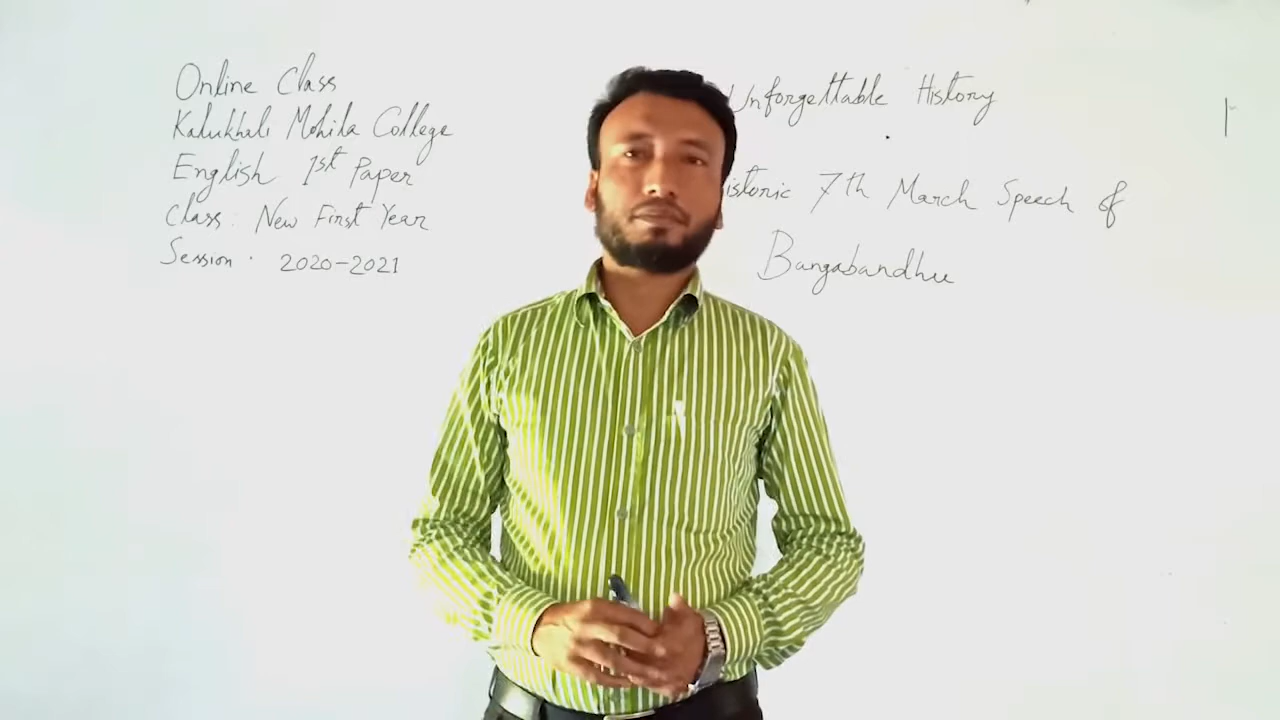 Online Class
Kalukhali Mohila College
English 1st Paper
Class: New First Year
Session: 2020-2021
Unforgettable History
istoric 7th March Speech of
Bangabandhu